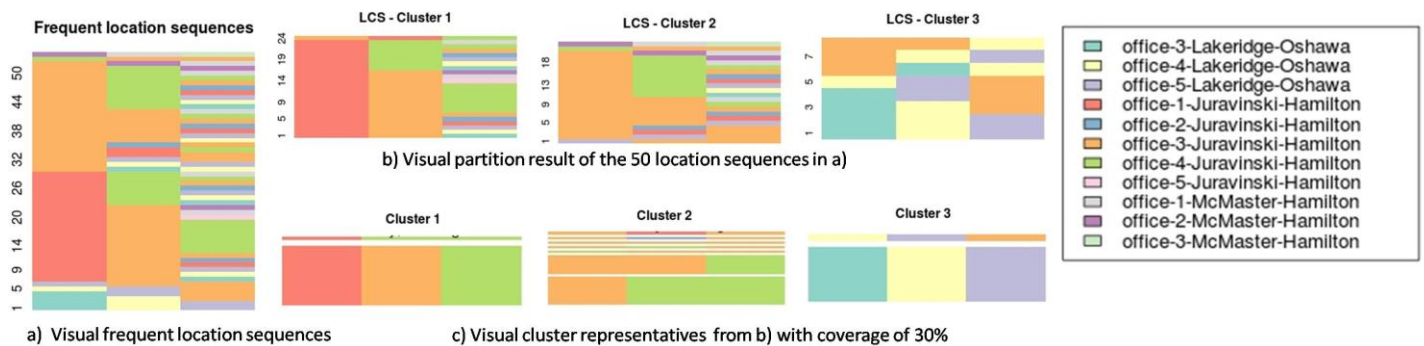 Frequent location sequences
50
44
38
32
26
20
14
9
5
1
a) Visual frequent location sequences
LCS - Cluster 1
24
19
14
9
5
1
LCS - Cluster 2
18
13
9
5
1
LCS - Cluster 3
7
5
3
1
b) Visual partition result of the 50 location sequences in a)
Cluster 1
Cluster 2
Cluster 3
c) Visual cluster representatives from b) with coverage of 30%
office-3-Lakeridge-Oshawa
office-4-Lakeridge-Oshawa
office-5-Lakeridge-Oshawa
office-1-Juravinski-Hamilton
office-2-Juravinski-Hamilton
office-3-Juravinski-Hamilton
office-4-Juravinski-Hamilton
office-5-Juravinski-Hamilton
office-1-McMaster-Hamilton
office-2-McMaster-Hamilton
office-3-McMaster-Hamilton